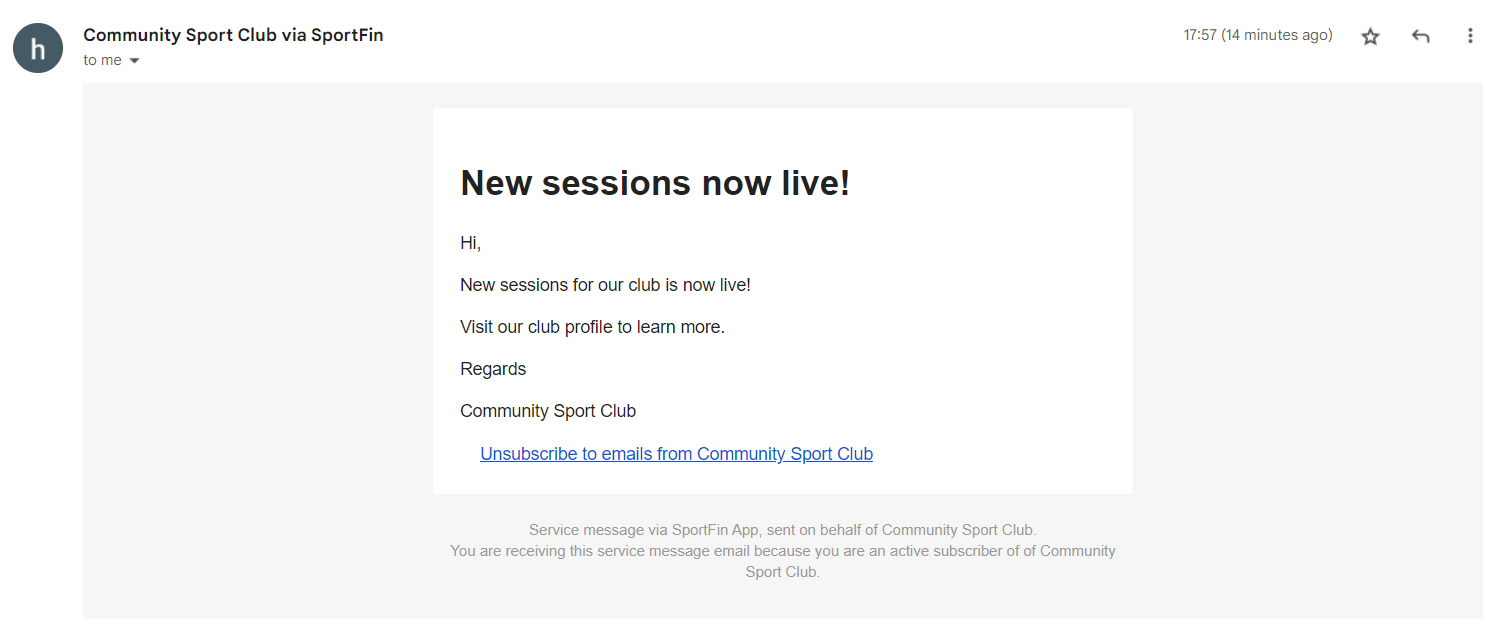 h
Community Sport Club via SportFin
17:57 (14 minutes ago)
to me
New sessions now live!
Hi,
New sessions for our club is now live!
Visit our club profile to learn more.
Regards
Community Sport Club
Unsubscribe to emails from Community Sport Club
Service message via SportFin App, sent on behalf of Community Sport Club.
You are receiving this service message email because you are an active subscriber of of Community
Sport Club.